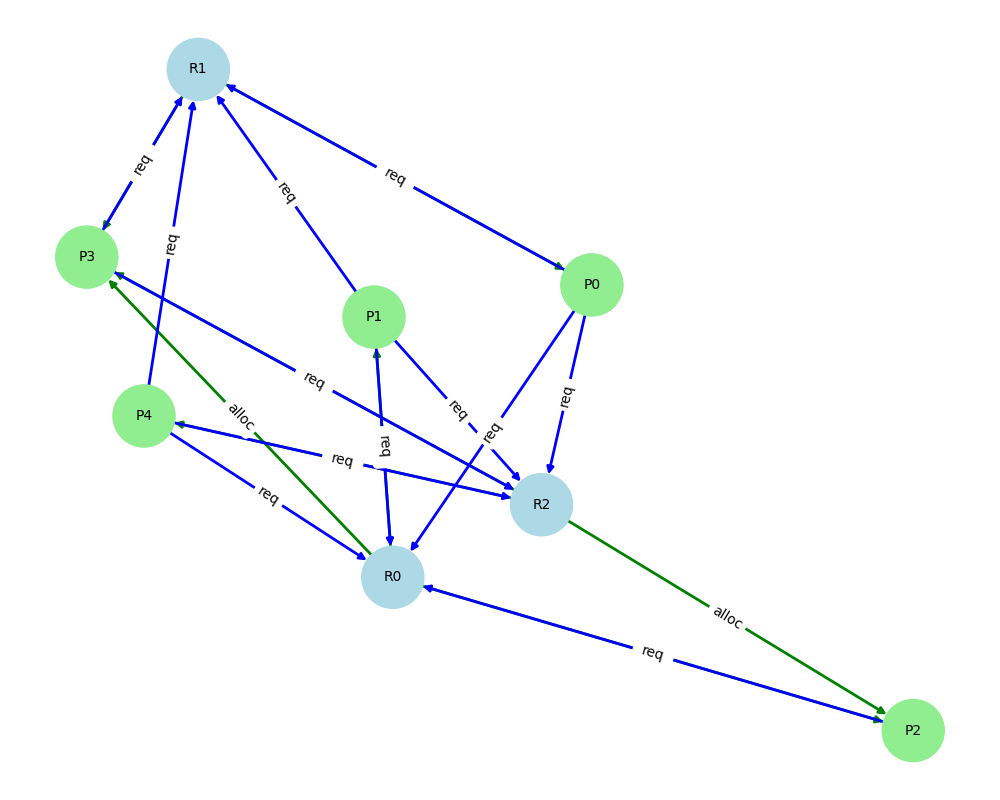 R1
req
req
req
req
P3
P0
P1
req
req
req
alloc
P4
req
req
req
req
R2
R0
alloc
req
P2